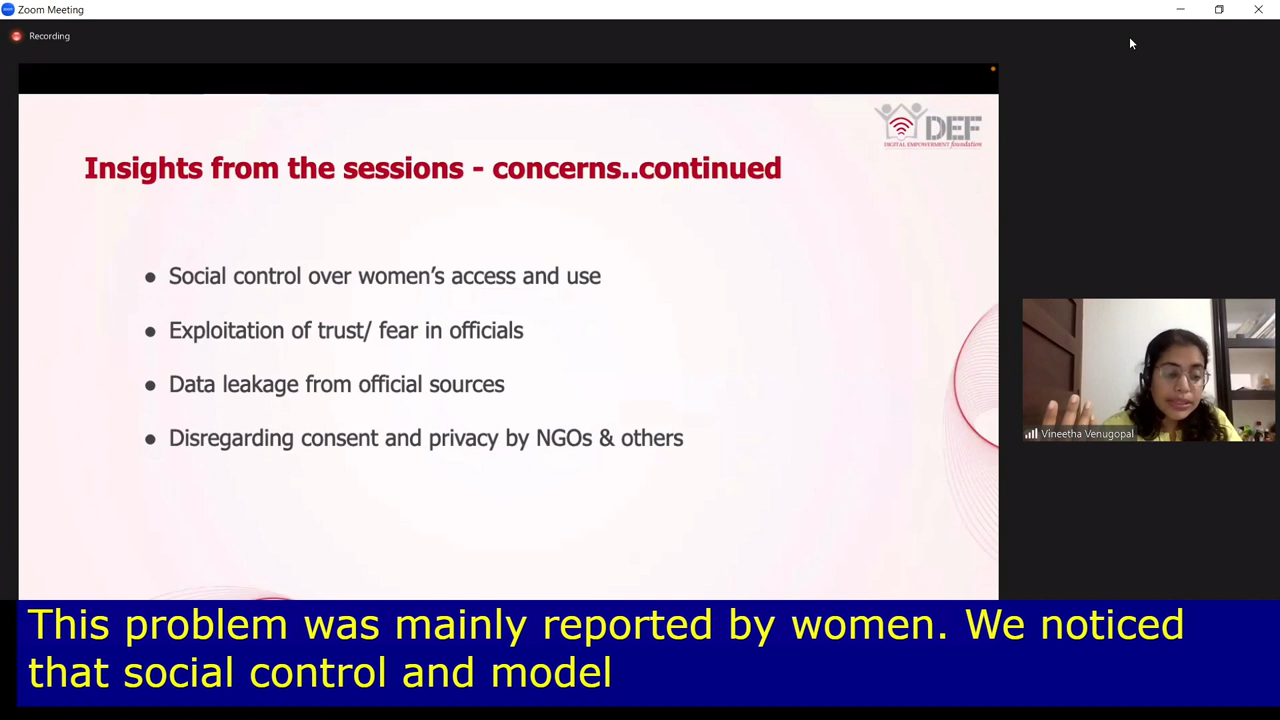 Zoom Meeting
Recording
DEF
DIGITAL EMPOWERMENT foundation
Insights from the sessions - concerns..continued
● Social control over women's access and use
● Exploitation of trust/ fear in officials
● Data leakage from official sources
● Disregarding consent and privacy by NGOs & others
Vineetha Venugopal
This problem was mainly reported by women. We noticed
that social control and model